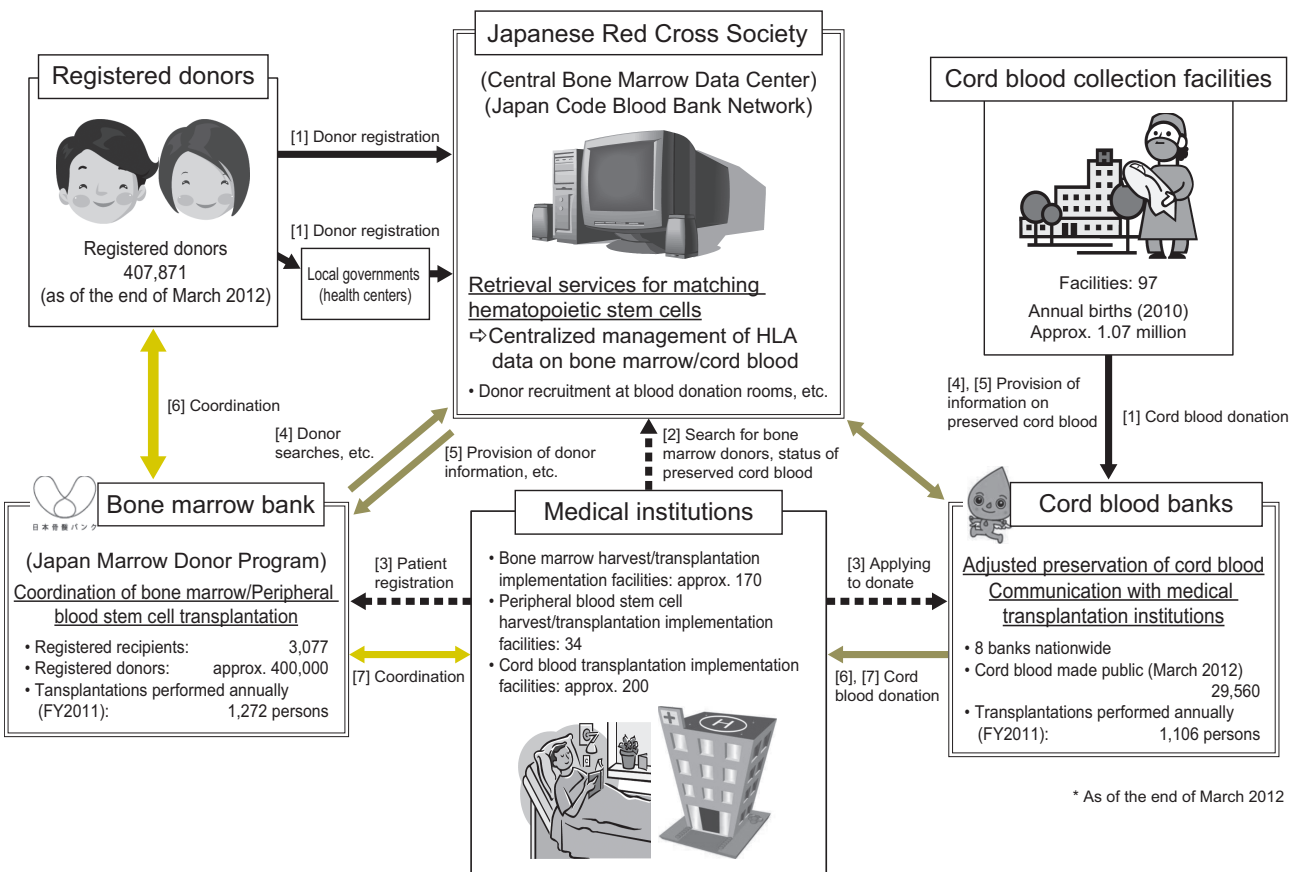 Japanese Red Cross Society
(Central Bone Marrow Data Center)
(Japan Code Blood Bank Network)
Retrieval services for matching
hematopoietic stem cells
⇨Centralized management of HLA
data on bone marrow/cord blood
• Donor recruitment at blood donation rooms, etc.
Registered donors
Registered donors
407,871
(as of the end of March 2012)
[1] Donor registration
[1] Donor registration
Local governments
(health centers)
Cord blood collection facilities
H
Facilities: 97
Annual births (2010)
Approx. 1.07 million
[4], [5] Provision of
information on
preserved cord blood
[1] Cord blood donation
[6] Coordination
[4] Donor
searches, etc.
[5] Provision of donor
information, etc.
[2] Search for bone
marrow donors, status of
preserved cord blood
日本骨髄バンク
Bone marrow bank
(Japan Marrow Donor Program)
Coordination of bone marrow/Peripheral
blood stem cell transplantation
• Registered recipients: 3,077
• Registered donors: approx. 400,000
• Tansplantations performed annually
(FY2011): 1,272 persons
[3] Patient
registration
[7] Coordination
Medical institutions
• Bone marrow harvest/transplantation
implementation facilities: approx. 170
• Peripheral blood stem cell
harvest/transplantation implementation
facilities: 34
• Cord blood transplantation implementation
facilities: approx. 200
H
[3] Applying
to donate
[6], [7] Cord
blood donation
Cord blood banks
Adjusted preservation of cord blood
Communication with medical
transplantation institutions
• 8 banks nationwide
• Cord blood made public (March 2012)
29,560
• Transplantations performed annually
(FY2011): 1,106 persons
* As of the end of March 2012